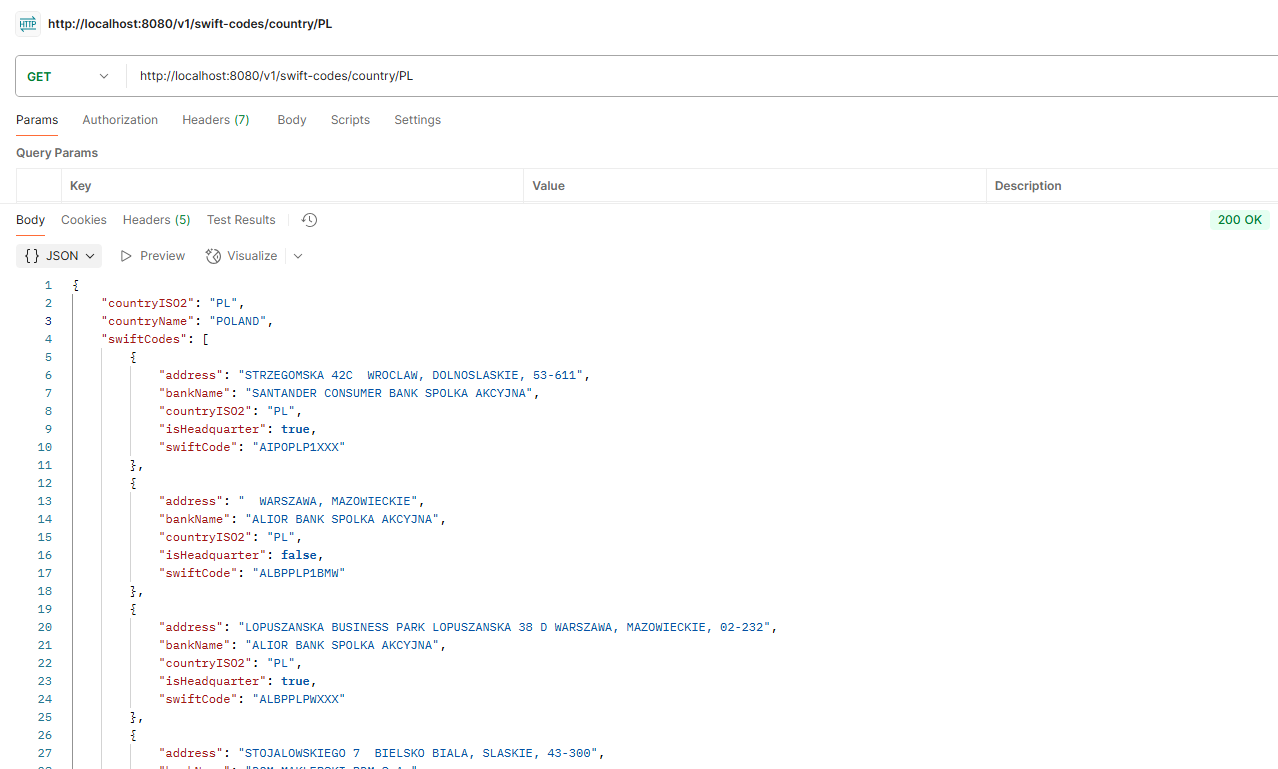 HTTP http://localhost:8080/v1/swift-codes/country/PL
GET http://localhost:8080/v1/swift-codes/country/PL
Params Authorization Headers (7) Body Scripts Settings
Query Params
Key Value Description
Body Cookies Headers (5) Test Results 200 OK
{} JSON Preview Visualize
1 {
2 "countryISO2": "PL",
3 "countryName": "POLAND",
4 "swiftCodes": [
5 {
6 "address": "STRZEGOMSKA 42C  WROCLAW, DOLNOSLASKIE, 53-611",
7 "bankName": "SANTANDER CONSUMER BANK SPOLKA AKCYJNA",
8 "countryISO2": "PL",
9 "isHeadquarter": true,
10 "swiftCode": "AIPOPLP1XXX"
11 },
12 {
13 "address": "  WARSZAWA, MAZOWIECKIE",
14 "bankName": "ALIOR BANK SPOLKA AKCYJNA",
15 "countryISO2": "PL",
16 "isHeadquarter": false,
17 "swiftCode": "ALBPPLP1BMW"
18 },
19 {
20 "address": "LOPUSZANSKA BUSINESS PARK LOPUSZANSKA 38 D WARSZAWA, MAZOWIECKIE, 02-232",
21 "bankName": "ALIOR BANK SPOLKA AKCYJNA",
22 "countryISO2": "PL",
23 "isHeadquarter": true,
24 "swiftCode": "ALBPPLPWXXX"
25 },
26 {
27 "address": "STOJALOWSKIEGO 7  BIELSKO BIALA, SLASKIE, 43-300",